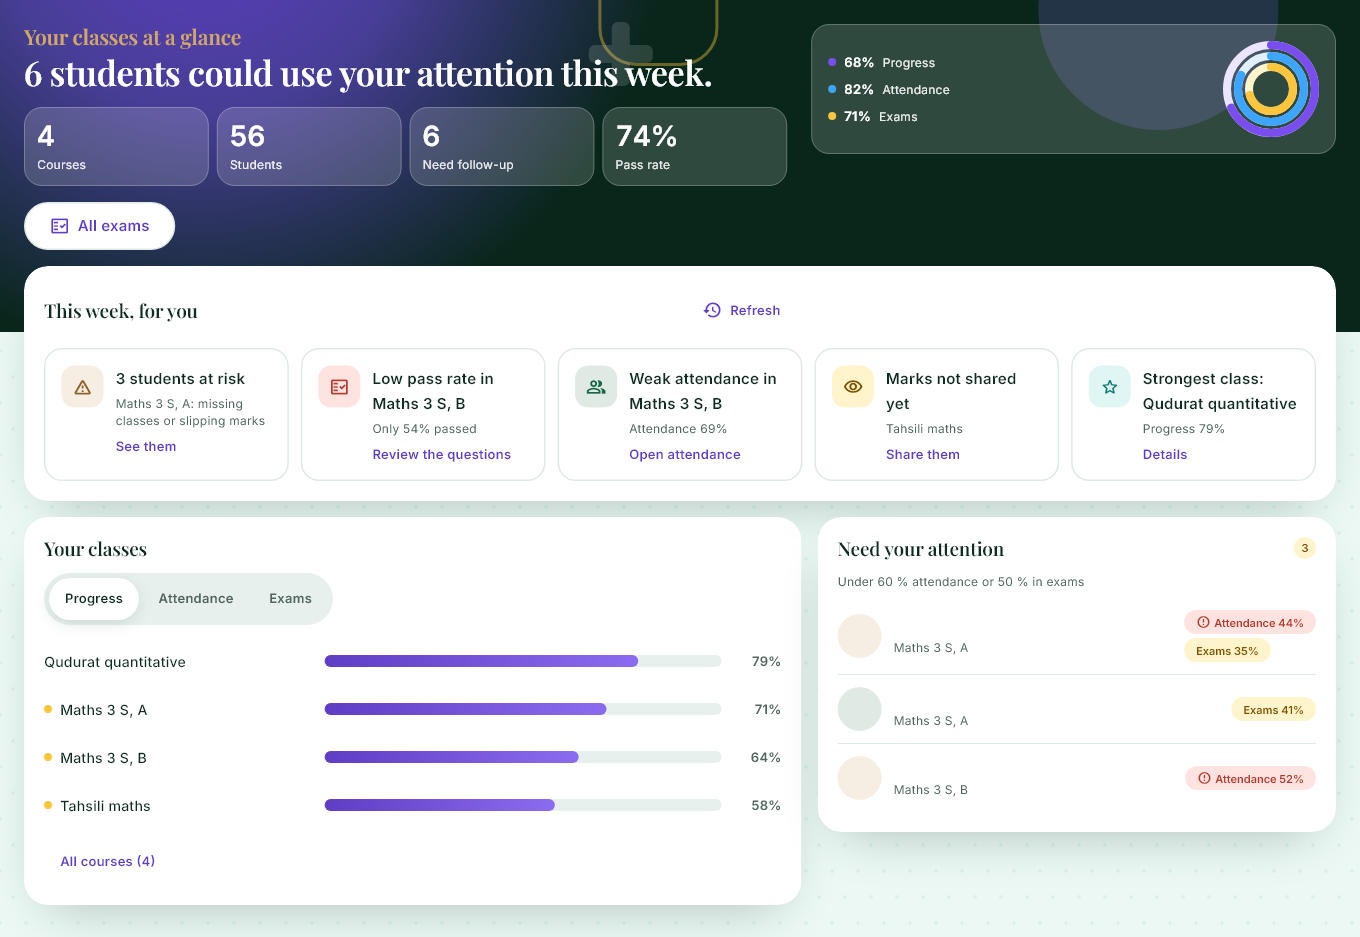 Your classes at a glance
6 students could use your attention this week.
4
Courses
56
Students
6
Need follow-up
74%
Pass rate
68% Progress
82% Attendance
71% Exams
All exams
This week, for you
Refresh
3 students at risk
Maths 3 S, A: missing
classes or slipping marks
See them
Low pass rate in
Maths 3 S, B
Only 54% passed
Review the questions
Weak attendance in
Maths 3 S, B
Attendance 69%
Open attendance
Marks not shared
yet
Tahsili maths
Share them
Strongest class:
Qudurat quantitative
Progress 79%
Details
Your classes
Progress Attendance Exams
Qudurat quantitative 79%
Maths 3 S, A 71%
Maths 3 S, B 64%
Tahsili maths 58%
All courses (4)
Need your attention 3
Under 60 % attendance or 50 % in exams
Maths 3 S, A
Attendance 44%
Exams 35%
Maths 3 S, A
Exams 41%
Maths 3 S, B
Attendance 52%